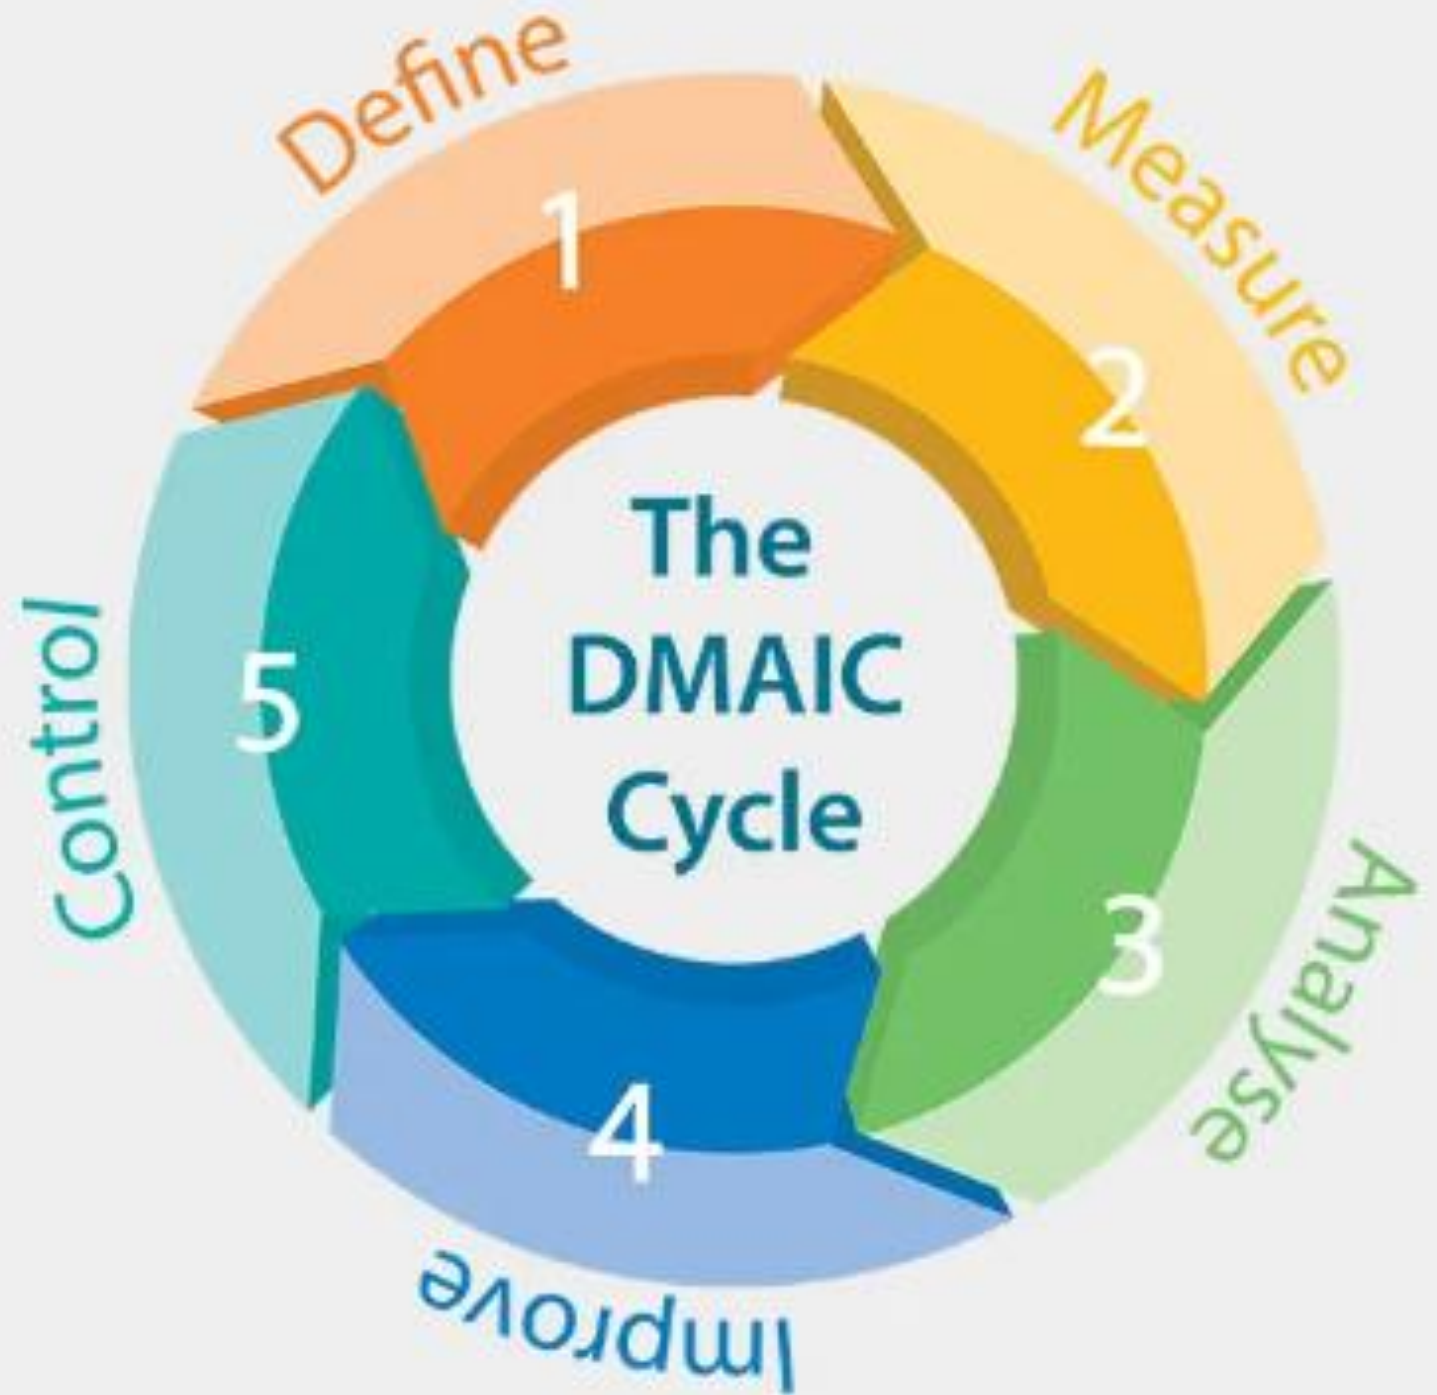 Define
1
Measure
2
Analyse
3
Improve
4
Control
5
The
DMAIC
Cycle